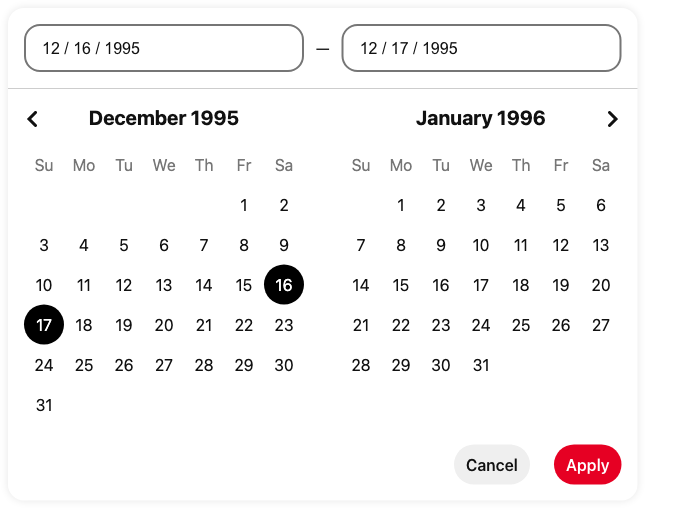 12 / 16 / 1995 — 12 / 17 / 1995
December 1995 January 1996
Su Mo Tu We Th Fr Sa Su Mo Tu We Th Fr Sa
1 2 1 2 3 4 5 6
3 4 5 6 7 8 9 7 8 9 10 11 12 13
10 11 12 13 14 15 16 14 15 16 17 18 19 20
17 18 19 20 21 22 23 21 22 23 24 25 26 27
24 25 26 27 28 29 30 28 29 30 31
31
Cancel Apply